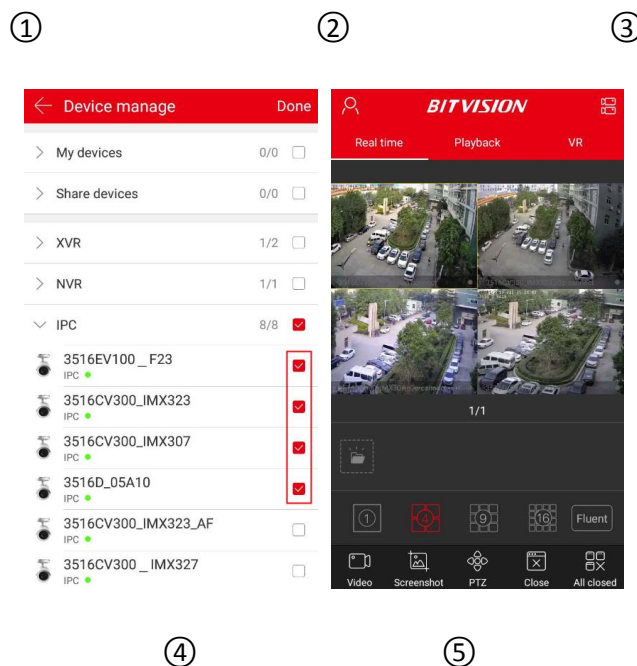 ① ② ③
Device manage Done
My devices 0/0
Share devices 0/0
XVR 1/2
NVR 1/1
IPC 8/8
3516EV100 _ F23
IPC
3516CV300_IMX323
IPC
3516CV300_IMX307
IPC
3516D_05A10
IPC
3516CV300_IMX323_AF
IPC
3516CV300 _ IMX327
IPC
BITVISION
Real time Playback VR
1/1
1 4 9 16 Fluent
Video Screenshot PTZ Close All closed
④ ⑤